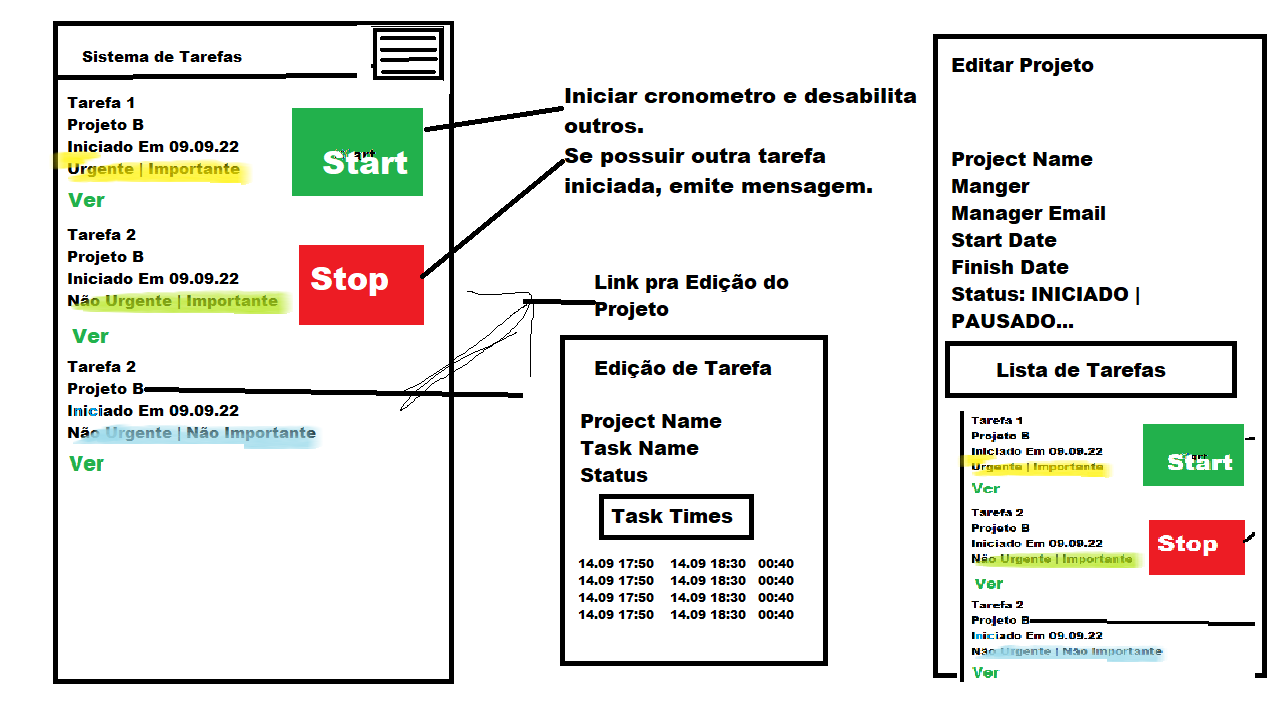 Sistema de Tarefas
Tarefa 1
Projeto B
Iniciado Em 09.09.22
Urgente | Importante
Ver
Start
Tarefa 2
Projeto B
Iniciado Em 09.09.22
Não Urgente | Importante
Ver
Stop
Tarefa 2
Projeto B
Iniciado Em 09.09.22
Não Urgente | Não Importante
Ver
Iniciar cronometro e desabilita
outros.
Se possuir outra tarefa
iniciada, emite mensagem.
Link pra Edição do
Projeto
Edição de Tarefa
Project Name
Task Name
Status
Task Times
14.09 17:50 14.09 18:30 00:40
14.09 17:50 14.09 18:30 00:40
14.09 17:50 14.09 18:30 00:40
14.09 17:50 14.09 18:30 00:40
Editar Projeto
Project Name
Manger
Manager Email
Start Date
Finish Date
Status: INICIADO |
PAUSADO...
Lista de Tarefas
Tarefa 1
Projeto B
Iniciado Em 09.09.22
Urgente | Importante
Ver
Start
Tarefa 2
Projeto B
Iniciado Em 09.09.22
Não Urgente | Importante
Ver
Stop
Tarefa 2
Projeto B
Iniciado Em 09.09.22
Não Urgente | Não Importante
Ver